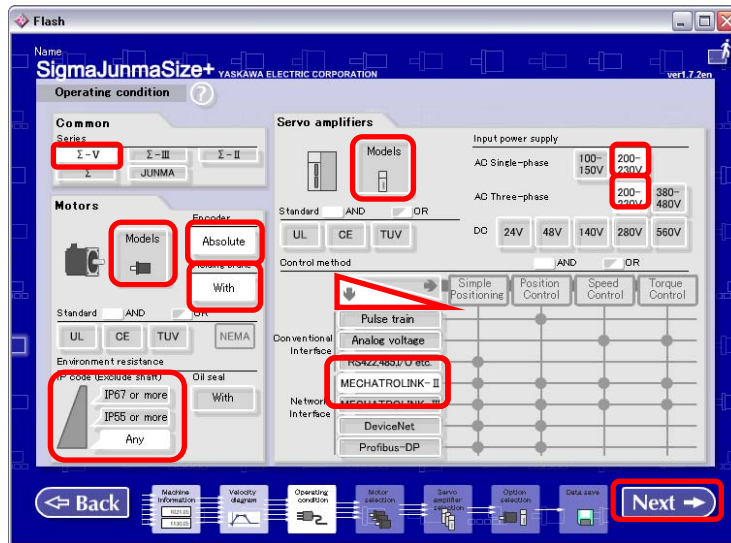 Flash
Name
SigmaJunmaSize+ YASKAWA ELECTRIC CORPORATION
ver1.7.2en
Operating condition ?
Common
Series
Σ-V Σ-III Σ-II
Σ JUNMA
Motors
Encoder
Models
Absolute
Holding brake
With
Standard AND OR
UL CE TUV NEMA
Environment resistance
IP code (Exclude shaft) Oil seal
IP67 or more With
IP55 or more
Any
Servo amplifiers
Models
Standard AND OR
UL CE TUV
Input power supply
AC Single-phase 100-150V 200-230V
AC Three-phase 200-230V 380-480V
DC 24V 48V 140V 280V 560V
Control method AND OR
Simple Positioning Position Control Speed Control Torque Control
Conventional Interface
Pulse train
Analog voltage
RS422,485,I/O etc.
Network Interface
MECHATROLINK-II
MECHATROLINK-III
DeviceNet
Profibus-DP
Back
Machine Information
Velocity diagram
Operating condition
Motor selection
Servo amplifier selection
Option selection
Data save
Next